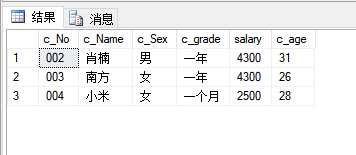 结果 消息
c_No c_Name c_Sex c_grade salary c_age
1 002 肖楠 男 一年 4300 31
2 003 南方 女 一年 4300 26
3 004 小米 女 一个月 2500 28